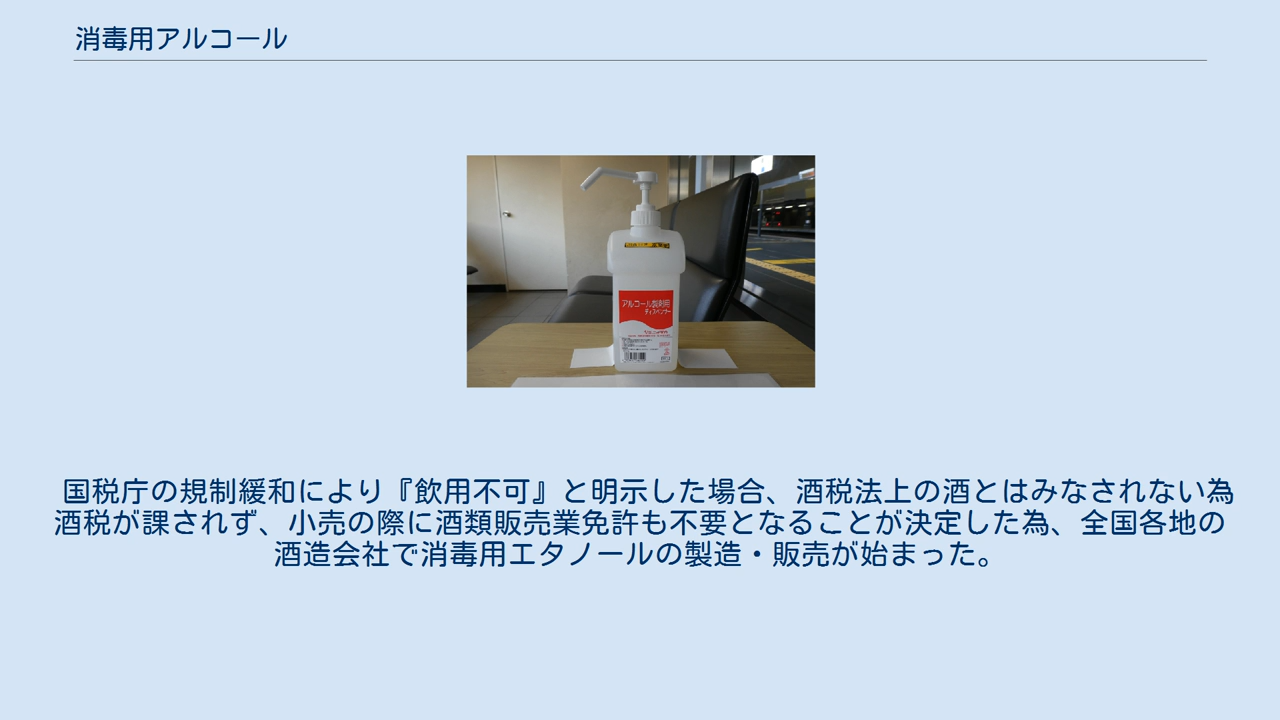 消毒用アルコール
アルコール製剤用
ディスペンサー
国税庁の規制緩和により『飲用不可』と明示した場合、酒税法上の酒とはみなされない為
酒税が課されず、小売の際に酒類販売業免許も不要となることが決定した為、全国各地の
酒造会社で消毒用エタノールの製造・販売が始まった。